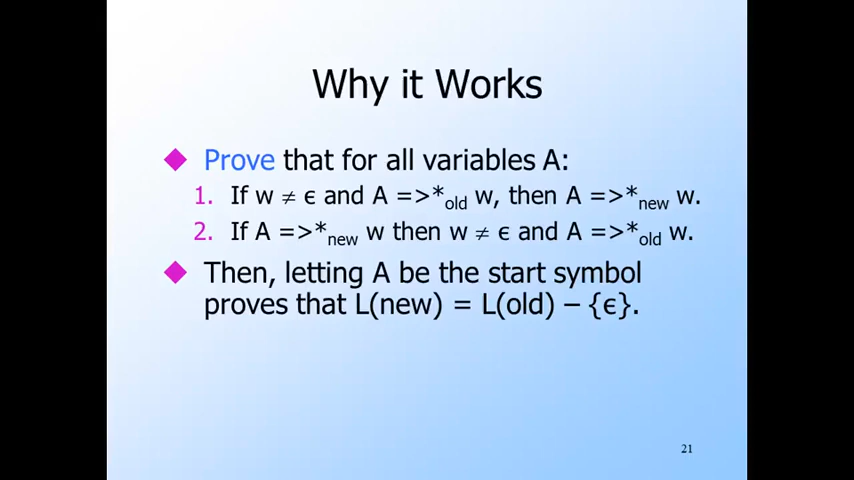 Why it Works
◆ Prove that for all variables A:
1. If w ≠ ϵ and A =>*old w, then A =>*new w.
2. If A =>*new w then w ≠ ϵ and A =>*old w.
◆ Then, letting A be the start symbol
proves that L(new) = L(old) – {ϵ}.
21